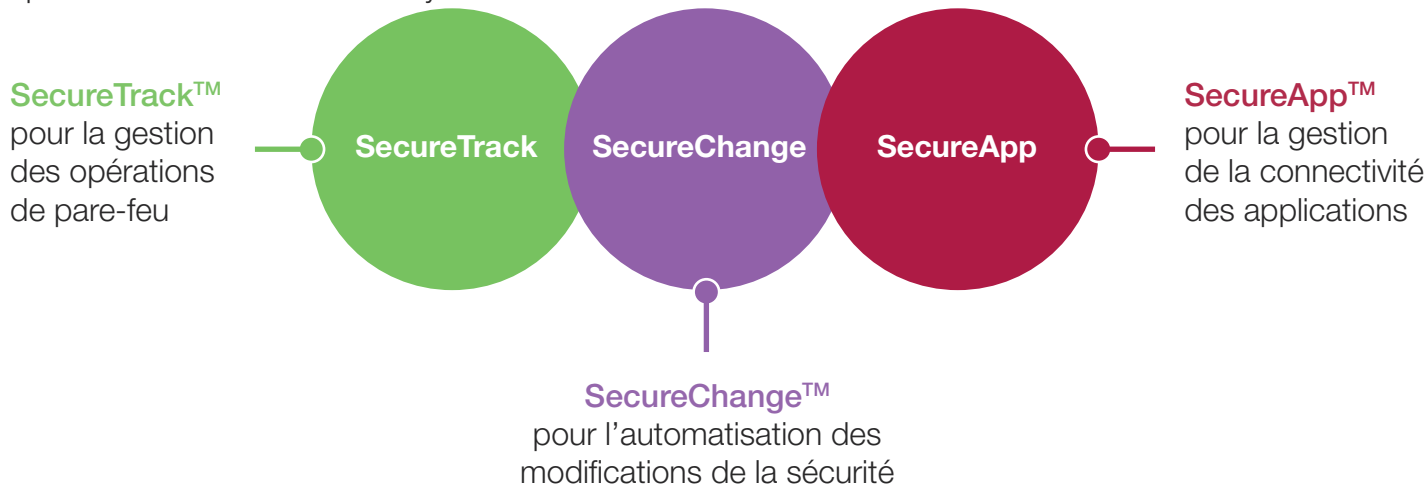 SecureTrack™
pour la gestion
des opérations
de pare-feu
SecureTrack
SecureChange
SecureApp
SecureApp™
pour la gestion
de la connectivité
des applications
SecureChange™
pour l’automatisation des
modifications de la sécurité